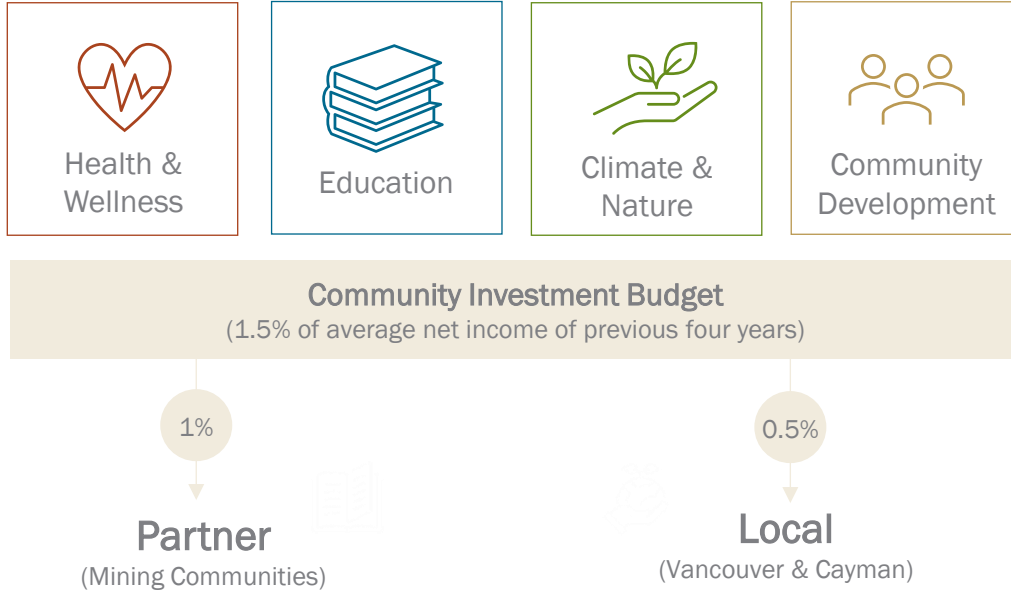 Health &
Wellness
Education
Climate &
Nature
Community
Development
Community Investment Budget
(1.5% of average net income of previous four years)
1%
0.5%
Partner
(Mining Communities)
Local
(Vancouver & Cayman)